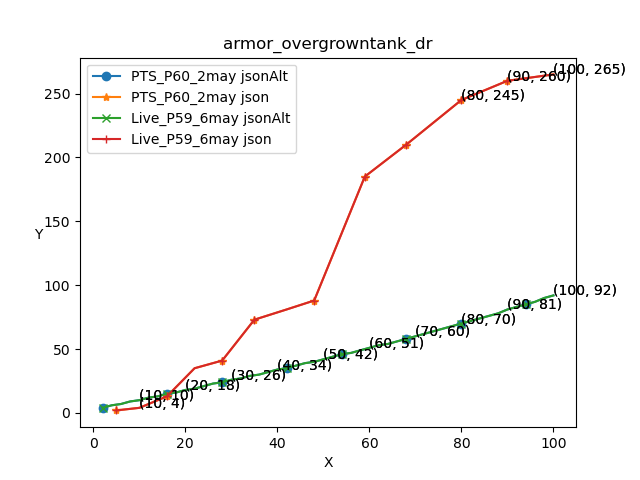 armor_overgrowntank_dr
PTS_P60_2may jsonAlt
PTS_P60_2may json
Live_P59_6may jsonAlt
Live_P59_6may json
(100, 265)
(90, 260)
(80, 245)
(100, 92)
(90, 81)
(80, 70)
(70, 60)
(60, 51)
(50, 42)
(40, 34)
(30, 26)
(20, 18)
(10, 10)
(10, 4)
250
200
150
100
50
0
Y
0 20 40 60 80 100
X